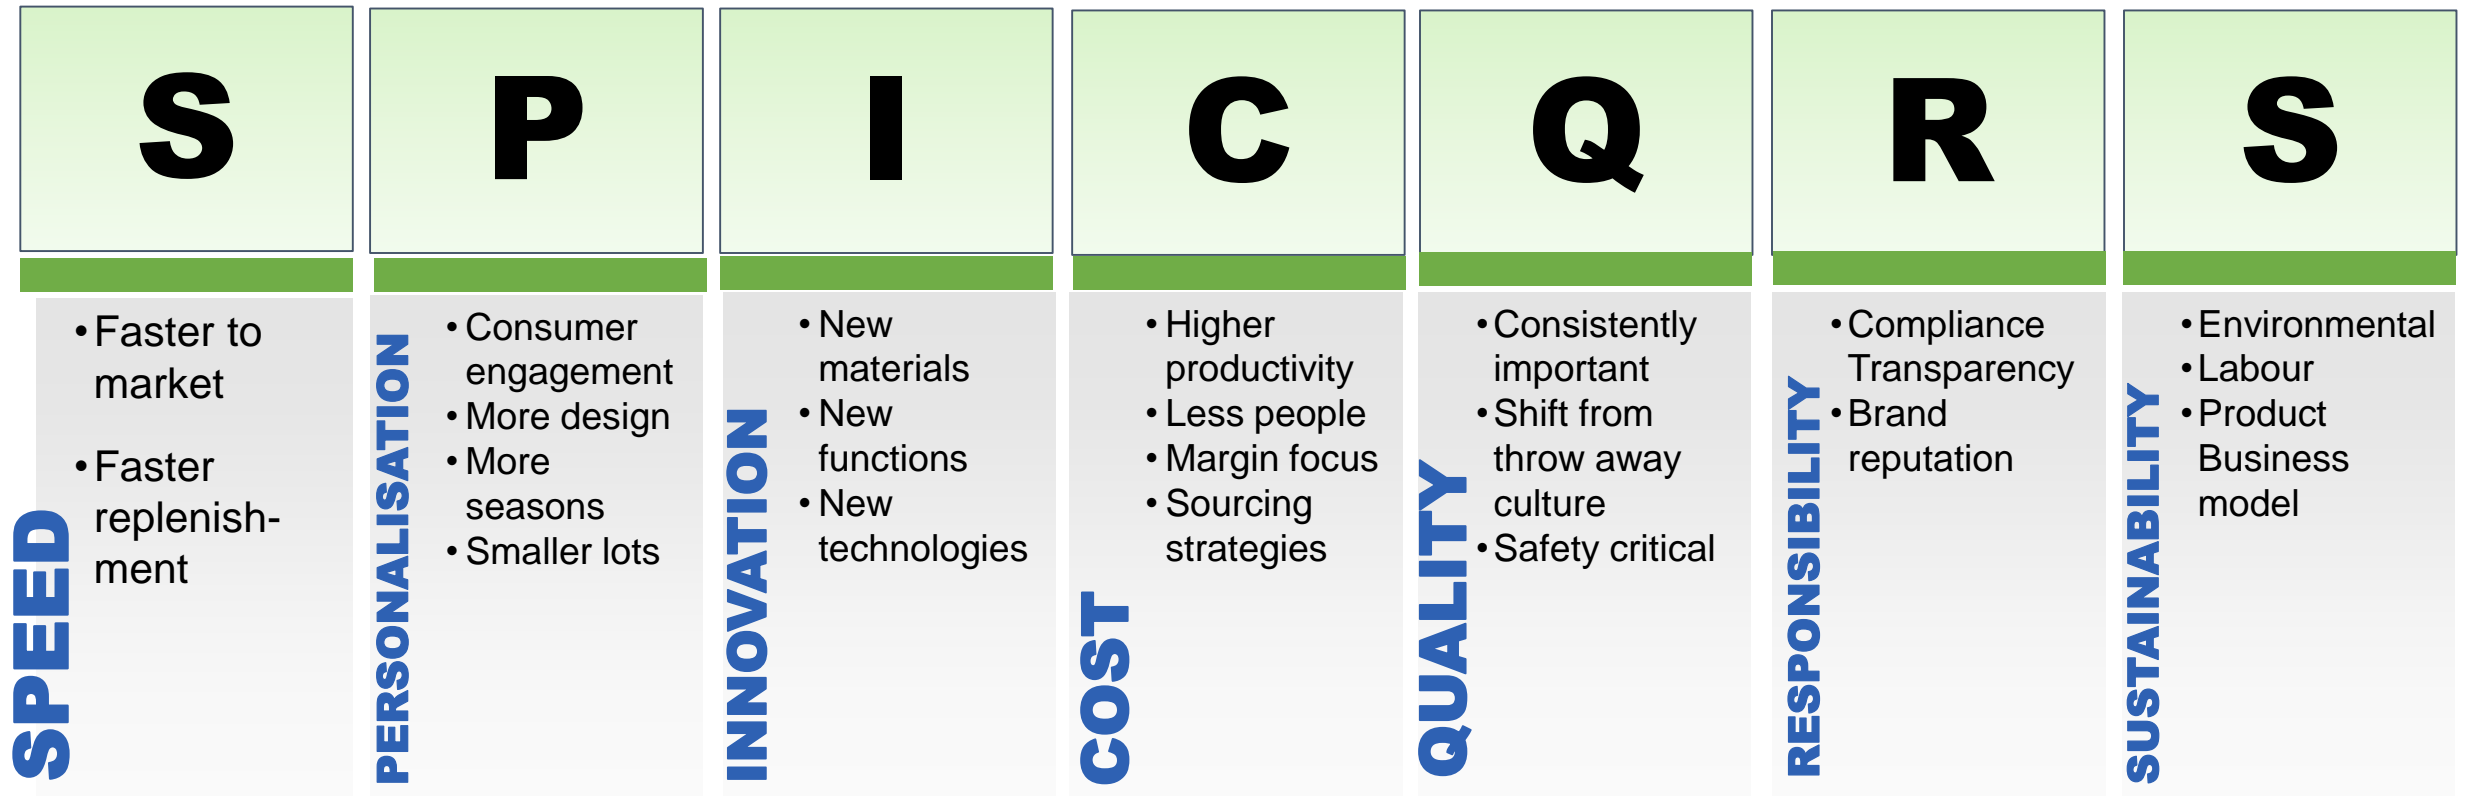 S
P
I
C
Q
R
S
SPEED
•Faster to
market
•Faster
replenish-
ment
PERSONALISATION
•Consumer
engagement
•More design
•More
seasons
•Smaller lots
INNOVATION
•New
materials
•New
functions
•New
technologies
COST
•Higher
productivity
•Less people
•Margin focus
•Sourcing
strategies
QUALITY
•Consistently
important
•Shift from
throw away
culture
•Safety critical
RESPONSIBILITY
•Compliance
Transparency
•Brand
reputation
SUSTAINABILITY
•Environmental
•Labour
•Product
Business
model